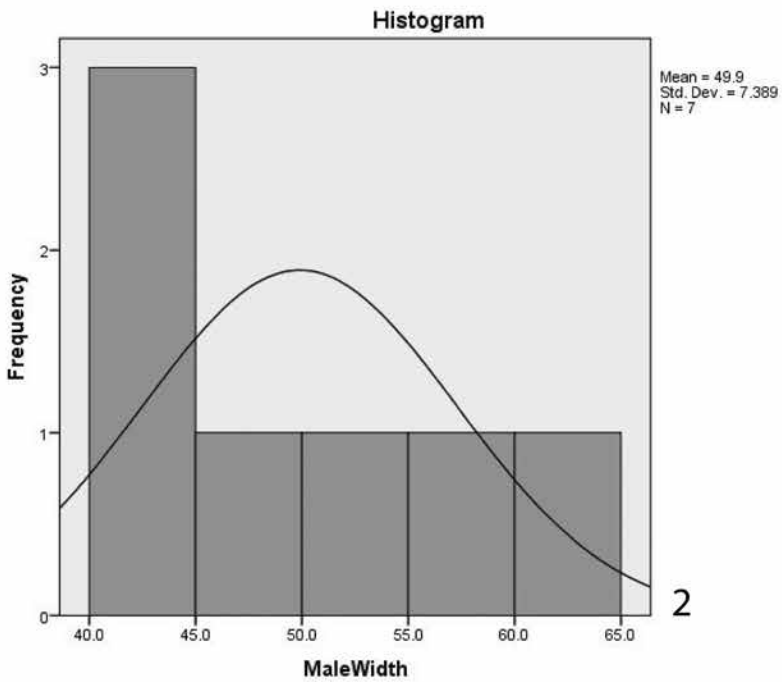 Histogram
Mean = 49.9
Std. Dev. = 7.389
N = 7
3
2
1
0
Frequency
40.0 45.0 50.0 55.0 60.0 65.0
MaleWidth
2